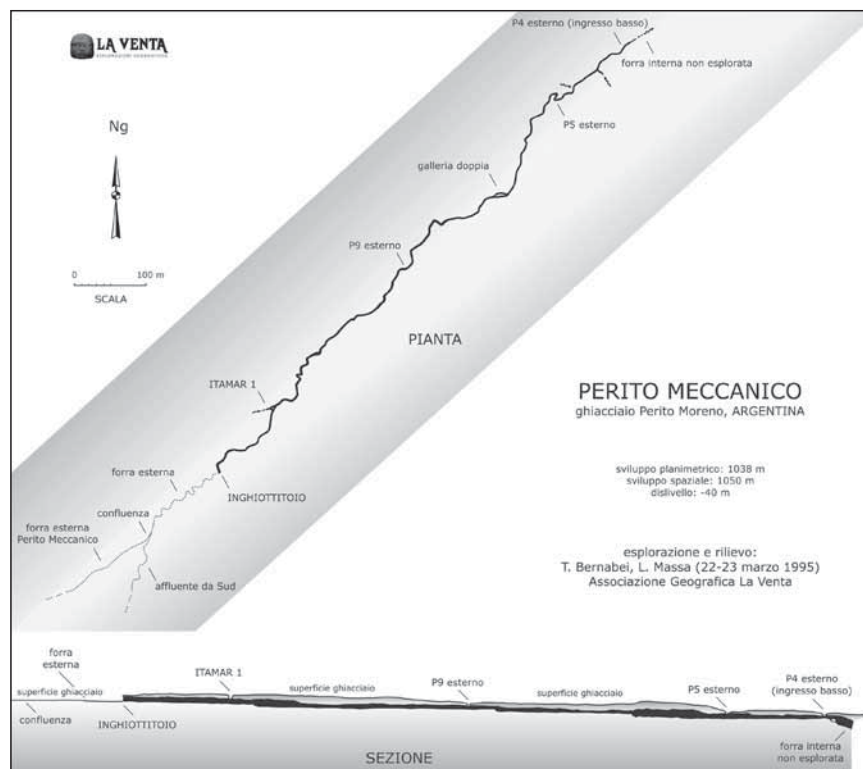 LA VENTA
ESPLORAZIONI GEOGRAFICHE
Ng
0 100 m
SCALA
P4 esterno (ingresso basso)
forra interna non esplorata
P5 esterno
galleria doppia
P9 esterno
PIANTA
ITAMAR 1
forra esterna
INGHIOTTITOIO
confluenza
forra esterna
Perito Meccanico
affluente da Sud
PERITO MECCANICO
ghiacciaio Perito Moreno, ARGENTINA
sviluppo planimetrico: 1038 m
sviluppo spaziale: 1050 m
dislivello: -40 m
esplorazione e rilievo:
T. Bernabei, L. Massa (22-23 marzo 1995)
Associazione Geografica La Venta
forra
esterna
superficie ghiacciaio
confluenza
INGHIOTTITOIO
ITAMAR 1
superficie ghiacciaio
P9 esterno
superficie ghiacciaio
P5 esterno
P4 esterno
(ingresso basso)
forra interna
non esplorata
SEZIONE